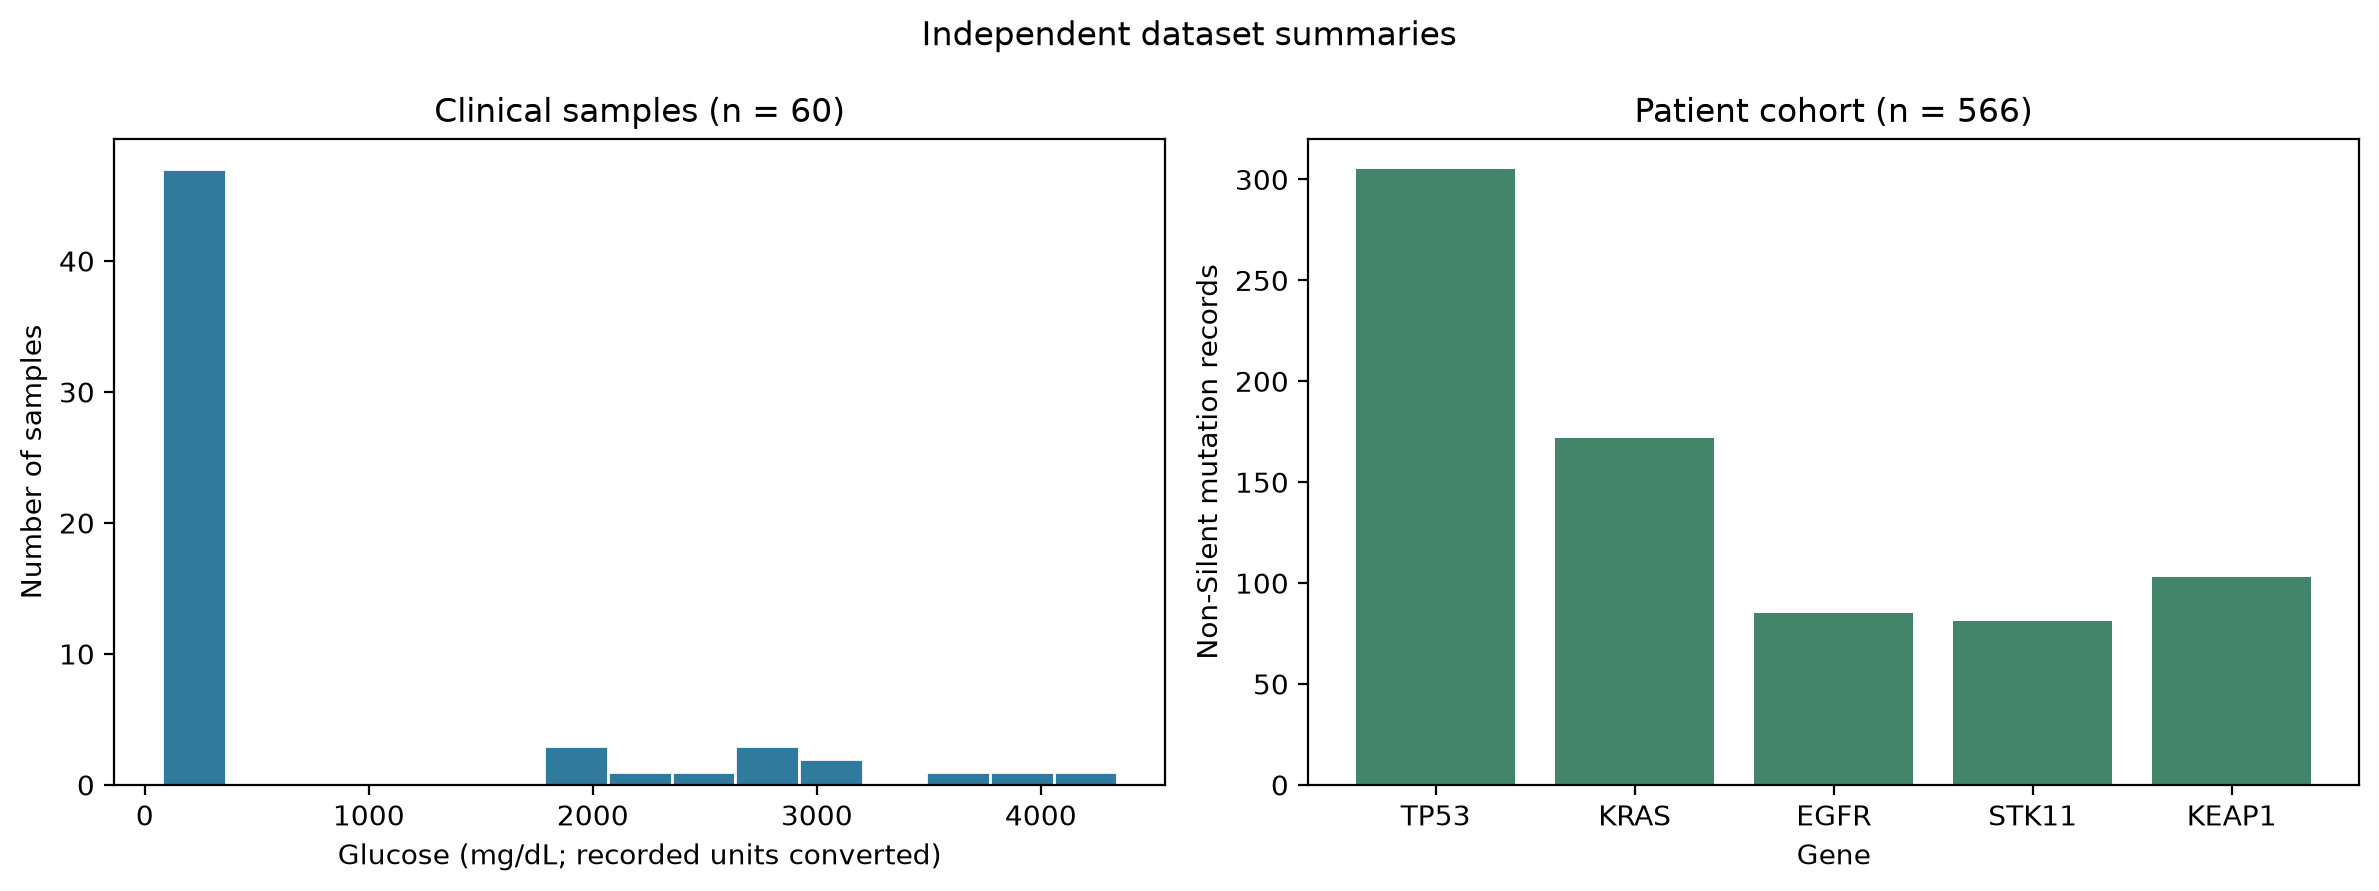 Independent dataset summaries
Clinical samples (n = 60)
40
30
20
10
0
Number of samples
0 1000 2000 3000 4000
Glucose (mg/dL; recorded units converted)
Patient cohort (n = 566)
300
250
200
150
100
50
0
Non-Silent mutation records
TP53 KRAS EGFR STK11 KEAP1
Gene